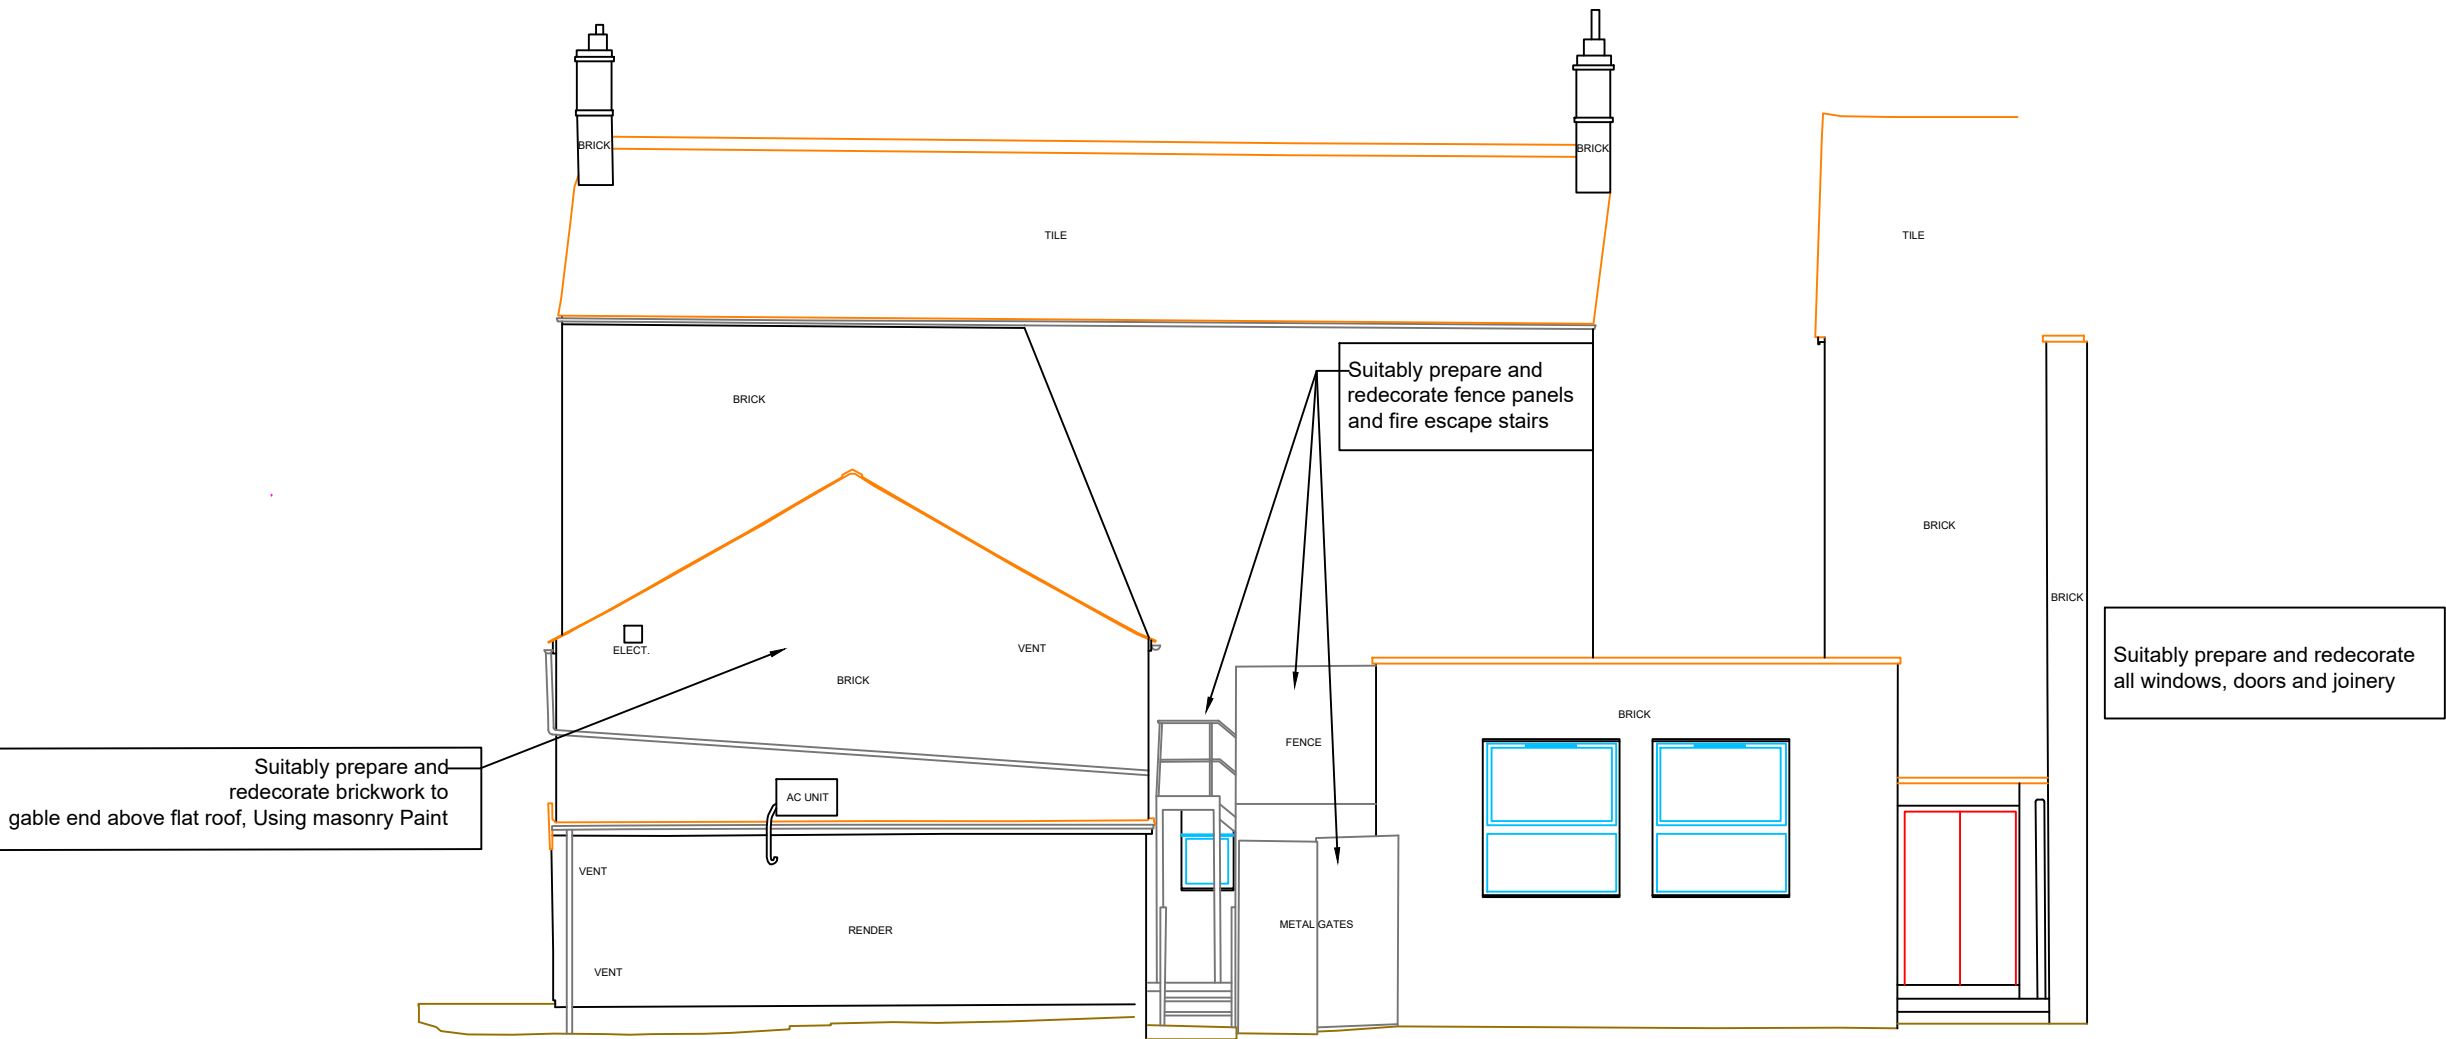 BRICK
BRICK
TILE
TILE
Suitably prepare and
redecorate fence panels
and fire escape stairs
BRICK
BRICK
BRICK
Suitably prepare and redecorate
all windows, doors and joinery
ELECT.
VENT
BRICK
BRICK
FENCE
Suitably prepare and
redecorate brickwork to
gable end above flat roof, Using masonry Paint
AC UNIT
VENT
RENDER
METAL GATES
VENT